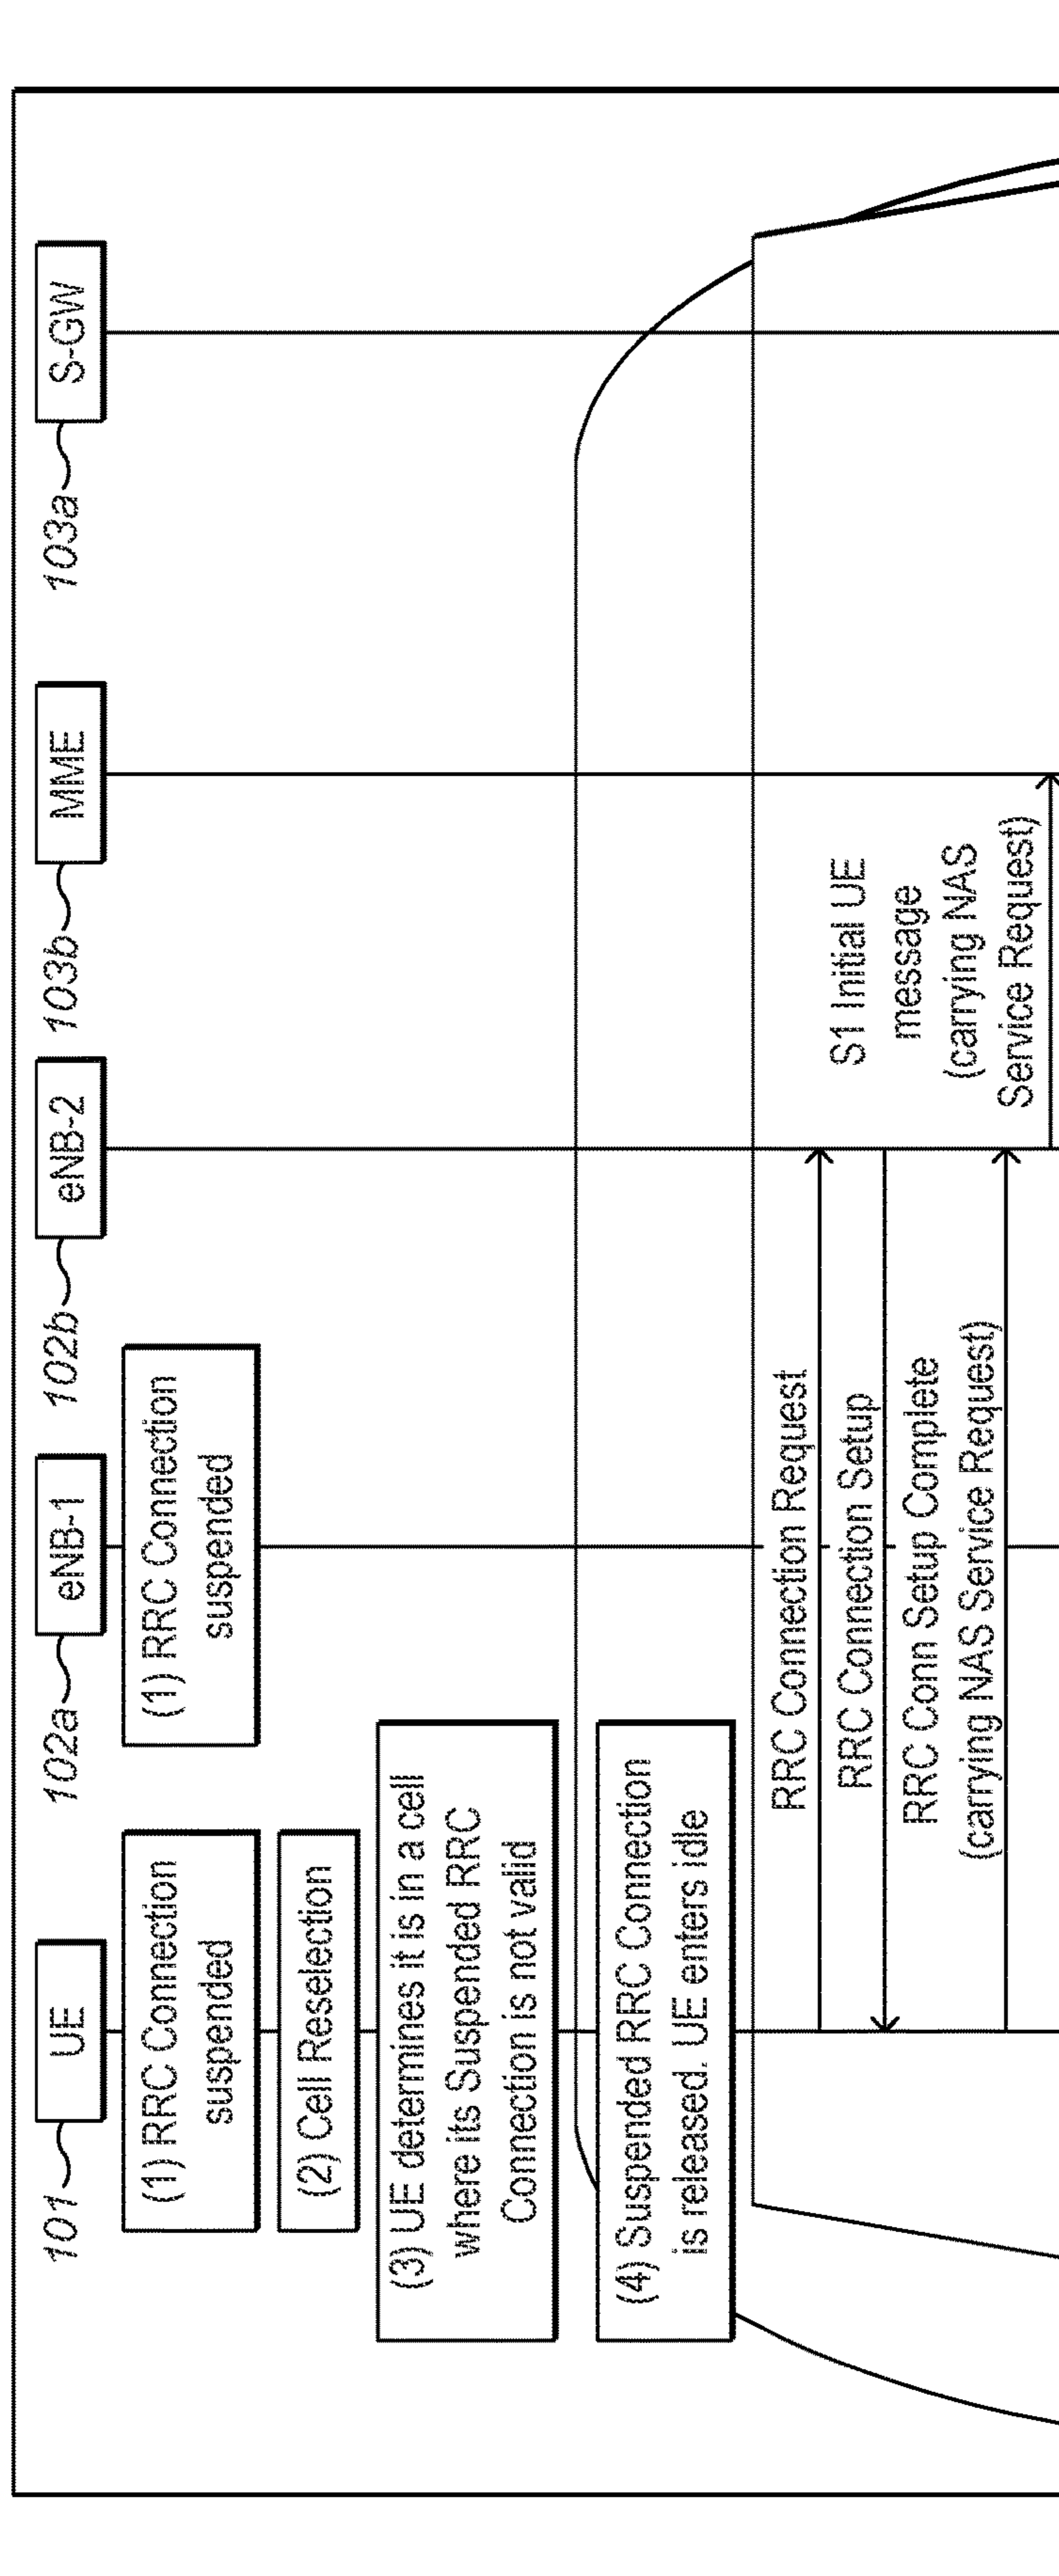 101
UE
102a
eNB-1
102b
eNB-2
103b
MME
103a
S-GW
(1) RRC Connection
suspended
(1) RRC Connection
suspended
(2) Cell Reselection
(3) UE determines it is in a cell
where its Suspended RRC
Connection is not valid
(4) Suspended RRC Connection
is released. UE enters idle
RRC Connection Request
RRC Connection Setup
RRC Conn Setup Complete
(carrying NAS Service Request)
S1 Initial UE
message
(carrying NAS
Service Request)